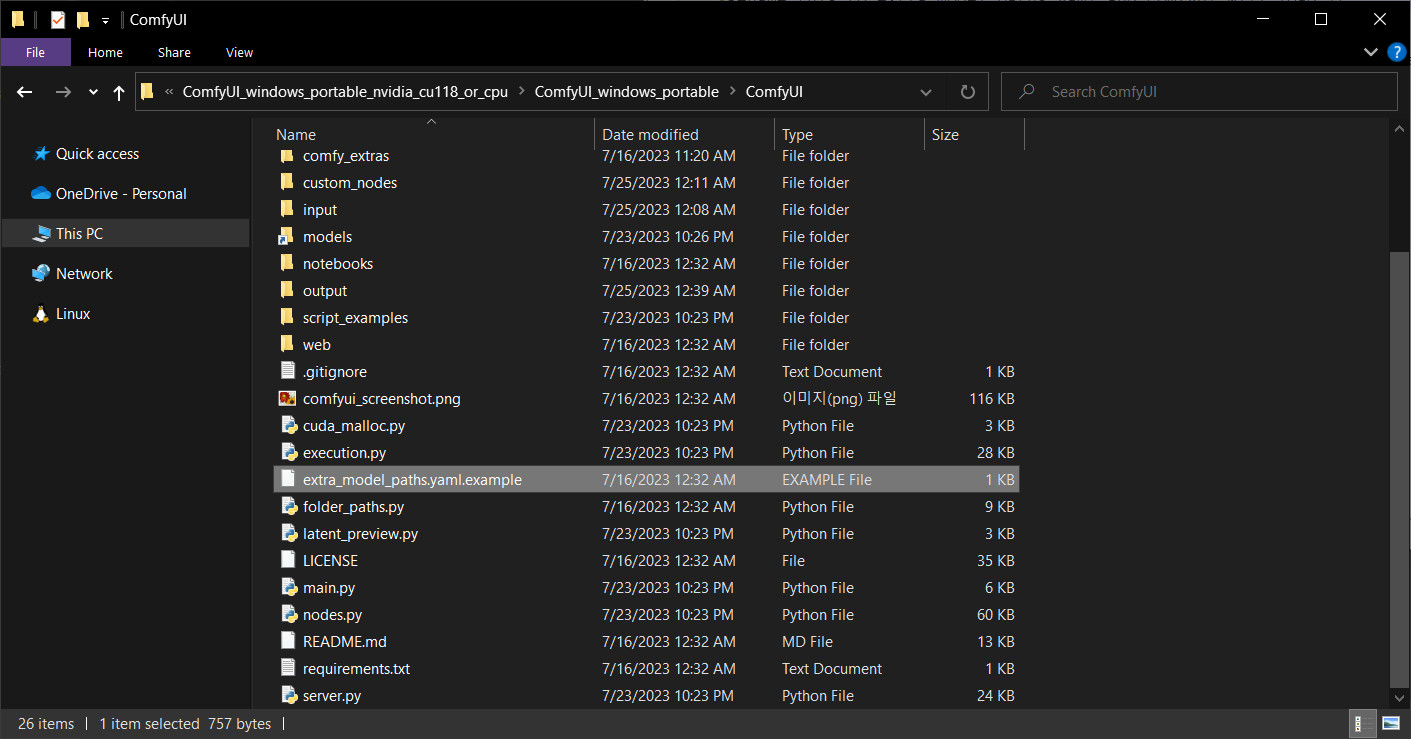 ComfyUI
File Home Share View
« ComfyUI_windows_portable_nvidia_cu118_or_cpu > ComfyUI_windows_portable > ComfyUI
Search ComfyUI
Quick access
OneDrive - Personal
This PC
Network
Linux
Name Date modified Type Size
comfy_extras 7/16/2023 11:20 AM File folder
custom_nodes 7/25/2023 12:11 AM File folder
input 7/25/2023 12:08 AM File folder
models 7/23/2023 10:26 PM File folder
notebooks 7/16/2023 12:32 AM File folder
output 7/25/2023 12:39 AM File folder
script_examples 7/23/2023 10:23 PM File folder
web 7/16/2023 12:32 AM File folder
.gitignore 7/16/2023 12:32 AM Text Document 1 KB
comfyui_screenshot.png 7/16/2023 12:32 AM 이미지(png) 파일 116 KB
cuda_malloc.py 7/23/2023 10:23 PM Python File 3 KB
execution.py 7/23/2023 10:23 PM Python File 28 KB
extra_model_paths.yaml.example 7/16/2023 12:32 AM EXAMPLE File 1 KB
folder_paths.py 7/16/2023 12:32 AM Python File 9 KB
latent_preview.py 7/23/2023 10:23 PM Python File 3 KB
LICENSE 7/16/2023 12:32 AM File 35 KB
main.py 7/23/2023 10:23 PM Python File 6 KB
nodes.py 7/23/2023 10:23 PM Python File 60 KB
README.md 7/16/2023 12:32 AM MD File 13 KB
requirements.txt 7/16/2023 12:32 AM Text Document 1 KB
server.py 7/23/2023 10:23 PM Python File 24 KB
26 items 1 item selected 757 bytes